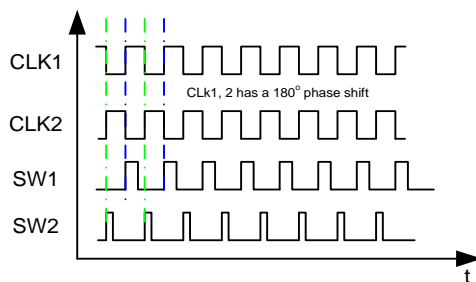 CLK1
CLk1, 2 has a 180° phase shift
CLK2
SW1
SW2
t